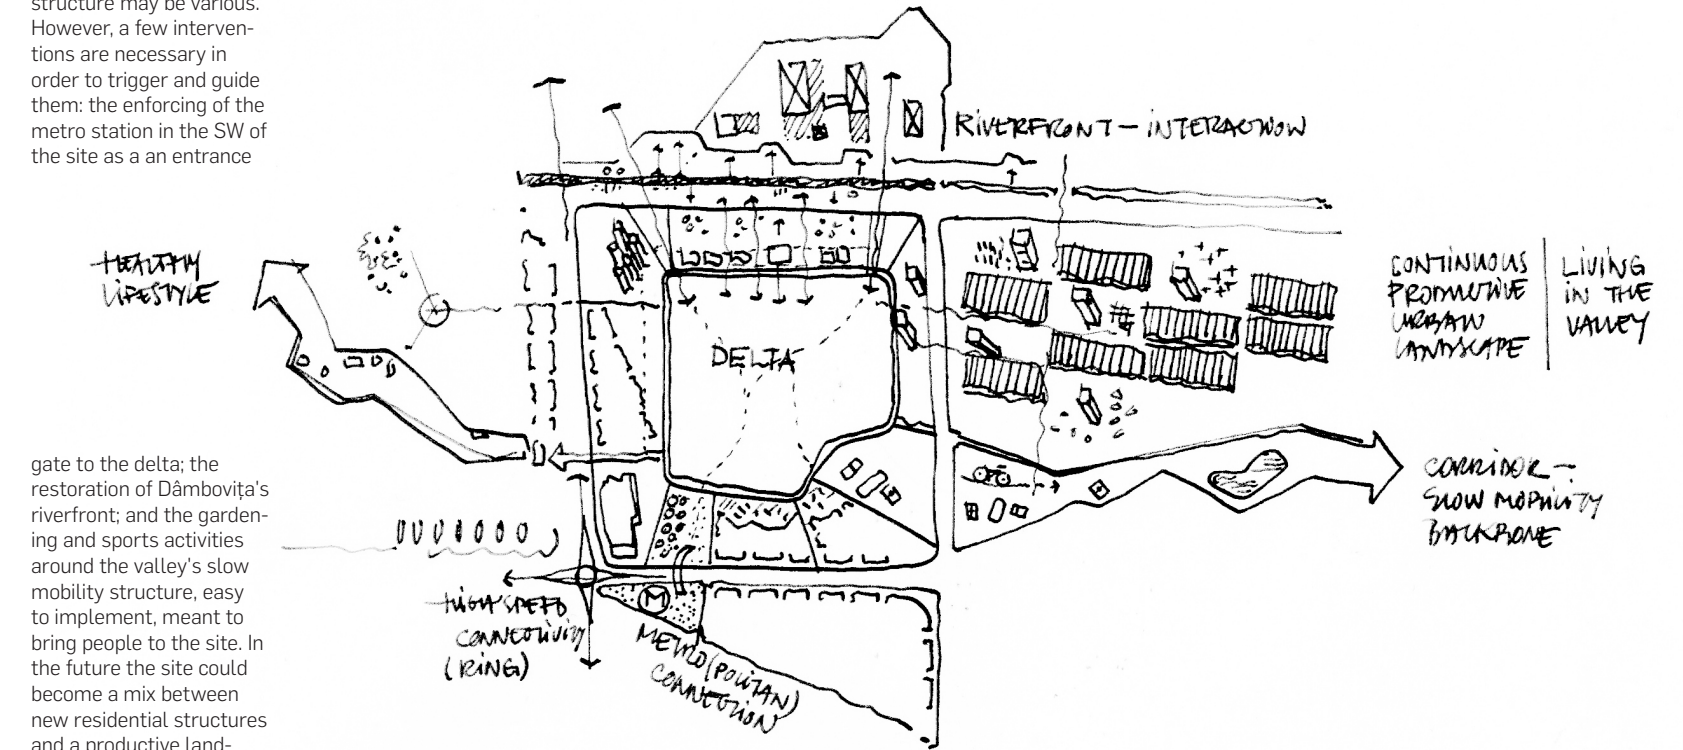 structure may be various.
However, a few interven-
tions are necessary in
order to trigger and guide
them: the enforcing of the
metro station in the SW of
the site as a an entrance
gate to the delta; the
restoration of Dâmbovița's
riverfront; and the garden-
ing and sports activities
around the valley's slow
mobility structure, easy
to implement, meant to
bring people to the site. In
the future the site could
become a mix between
new residential structures
and a productive land-
RIVERFRONT – INTERACTION
HEALTHY
LIFESTYLE
DELTA
CONTINUOUS
PRODUCTIVE
URBAN
LANDSCAPE
LIVING
IN THE
VALLEY
CORRIDOR –
SLOW MOBILITY
BACKBONE
HIGH SPEED
CONNECTIVITY
(RING)
M
METRO(POLITAN)
CONNECTION